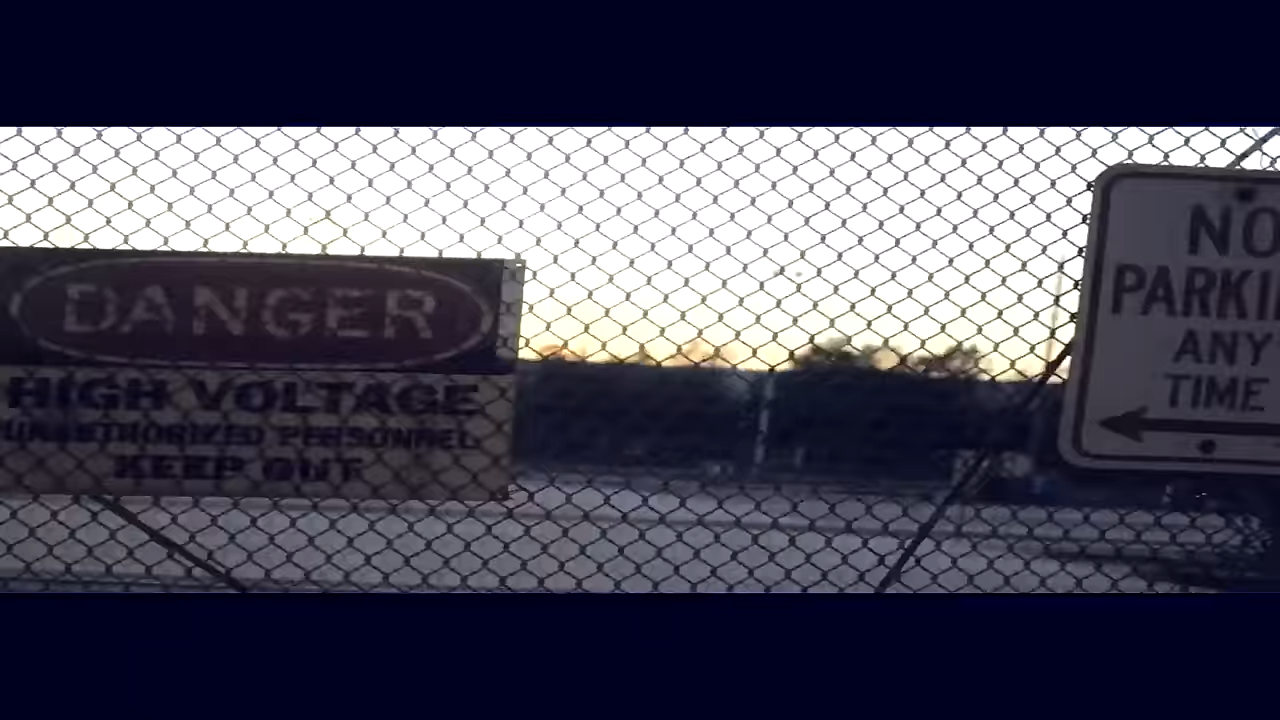 DANGER
HIGH VOLTAGE
UNAUTHORIZED PERSONNEL
KEEP OUT
NO
PARKI
ANY
TIME